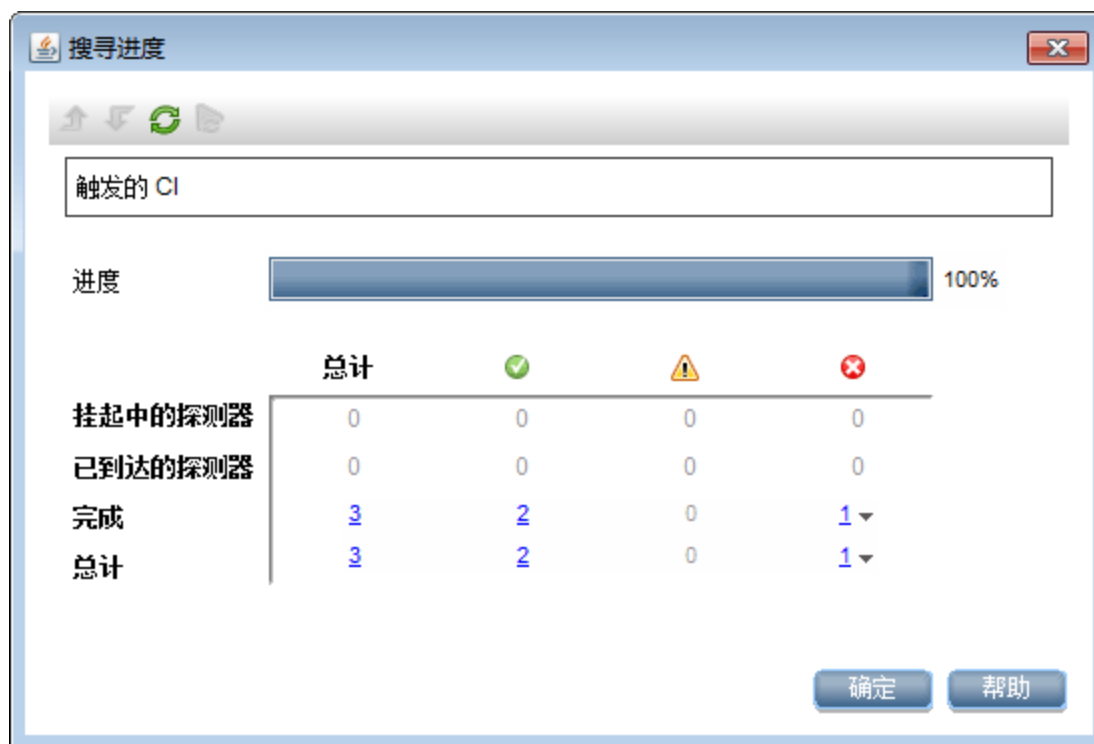 搜寻进度
触发的 CI
进度 100%
总计
挂起中的探测器 0 0 0 0
已到达的探测器 0 0 0 0
完成 3 2 0 1
总计 3 2 0 1
确定 帮助